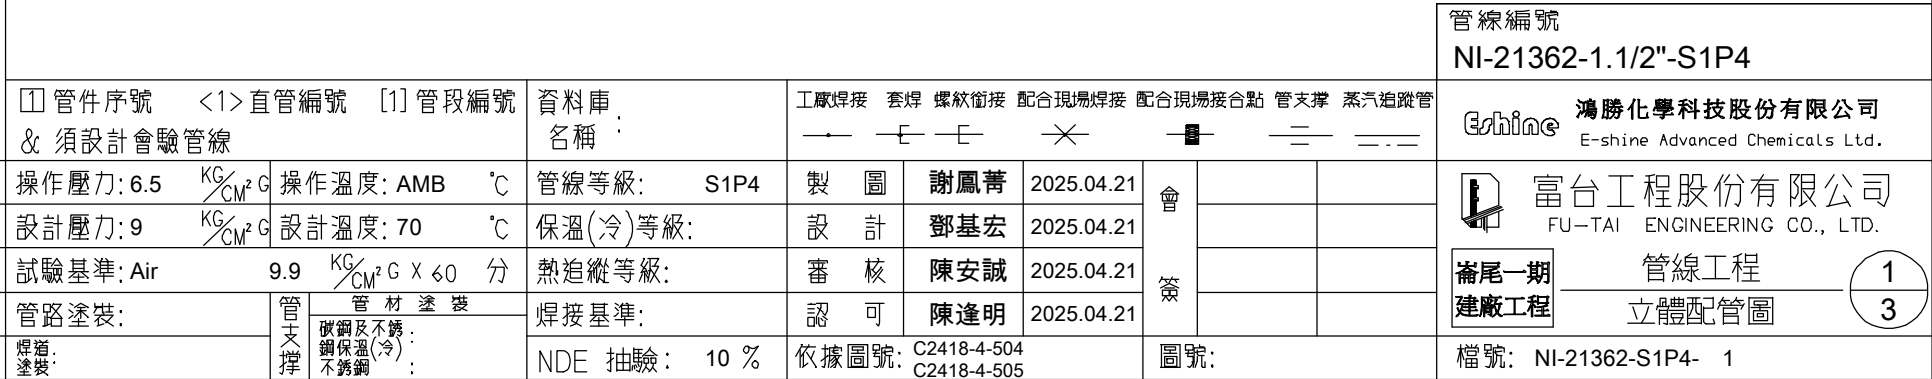 管線編號
NI-21362-1.1/2"-S1P4
1 管件序號 <1>直管編號 [1]管段編號
& 須設計會驗管線
資料庫
名稱 :
工廠焊接 套焊 螺紋銜接 配合現場焊接 配合現場接合點 管支撐 蒸汽追蹤管
Eshine 鴻勝化學科技股份有限公司
E-shine Advanced Chemicals Ltd.
操作壓力: 6.5 KG/CM² G 操作溫度: AMB ℃ 管線等級: S1P4 製圖 謝鳳菁 2025.04.21 會
設計壓力: 9 KG/CM² G 設計溫度: 70 ℃ 保溫(冷)等級: 設計 鄧基宏 2025.04.21
富台工程股份有限公司
FU-TAI ENGINEERING CO., LTD.
試驗基準: Air 9.9 KG/CM² G X 60 分 熱追縱等級: 審核 陳安誠 2025.04.21 簽
管路塗裝: 管支撐 管材塗裝 焊接基準: 認可 陳逢明 2025.04.21
碳鋼及不銹 :
鋼保溫(冷)
不銹鋼 :
崙尾一期
建廠工程
管線工程
立體配管圖
1
3
焊道:
塗裝:
NDE 抽驗: 10 %
依據圖號: C2418-4-504
C2418-4-505
圖號:
檔號: NI-21362-S1P4- 1